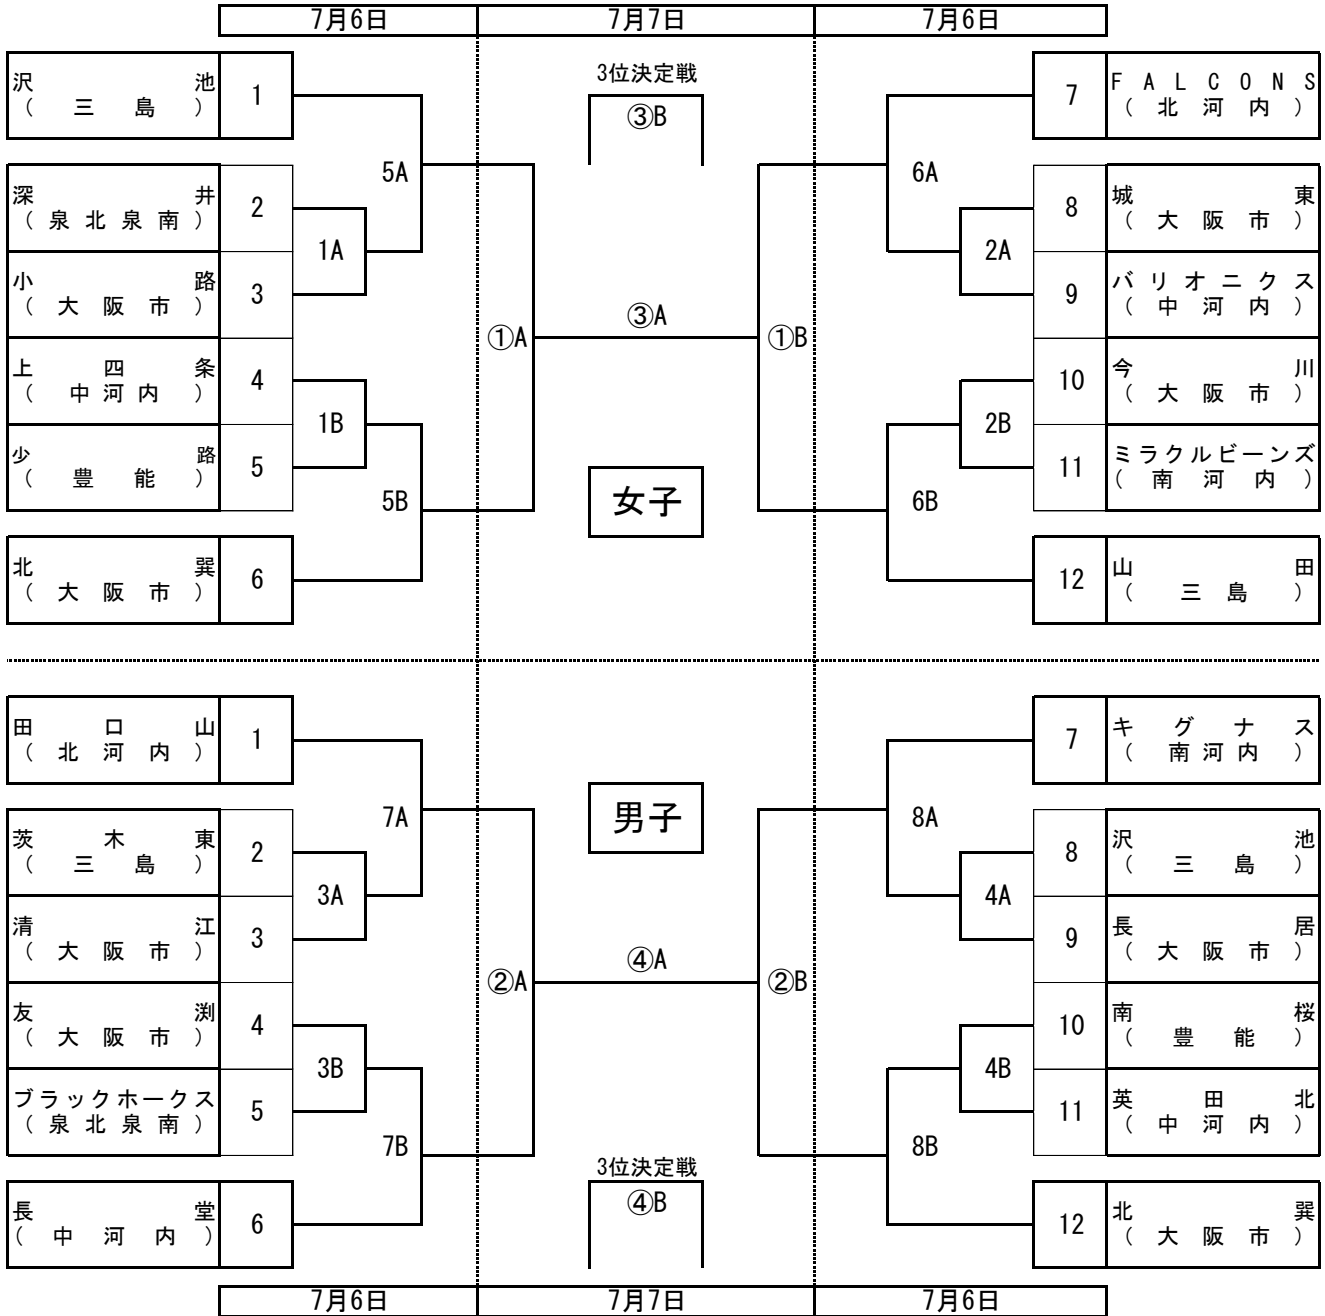 7月6日 7月7日 7月6日
3位決定戦
③B
沢池
(三島)
1
深井
(泉北泉南)
2
小路
(大阪市)
3
上四条
(中河内)
4
少路
(豊能)
5
北巽
(大阪市)
6
5A
1A
1B
5B
①A
③A
①B
女子
6A
2A
2B
6B
7
FALCONS
(北河内)
8
城東
(大阪市)
9
バリオニクス
(中河内)
10
今川
(大阪市)
11
ミラクルビーンズ
(南河内)
12
山田
(三島)
田口山
(北河内)
1
茨木東
(三島)
2
清江
(大阪市)
3
友渕
(大阪市)
4
ブラックホークス
(泉北泉南)
5
長堂
(中河内)
6
7A
3A
3B
7B
男子
②A
④A
②B
3位決定戦
④B
8A
4A
4B
8B
7
キグナス
(南河内)
8
沢池
(三島)
9
長居
(大阪市)
10
南桜
(豊能)
11
英田北
(中河内)
12
北巽
(大阪市)
7月6日 7月7日 7月6日